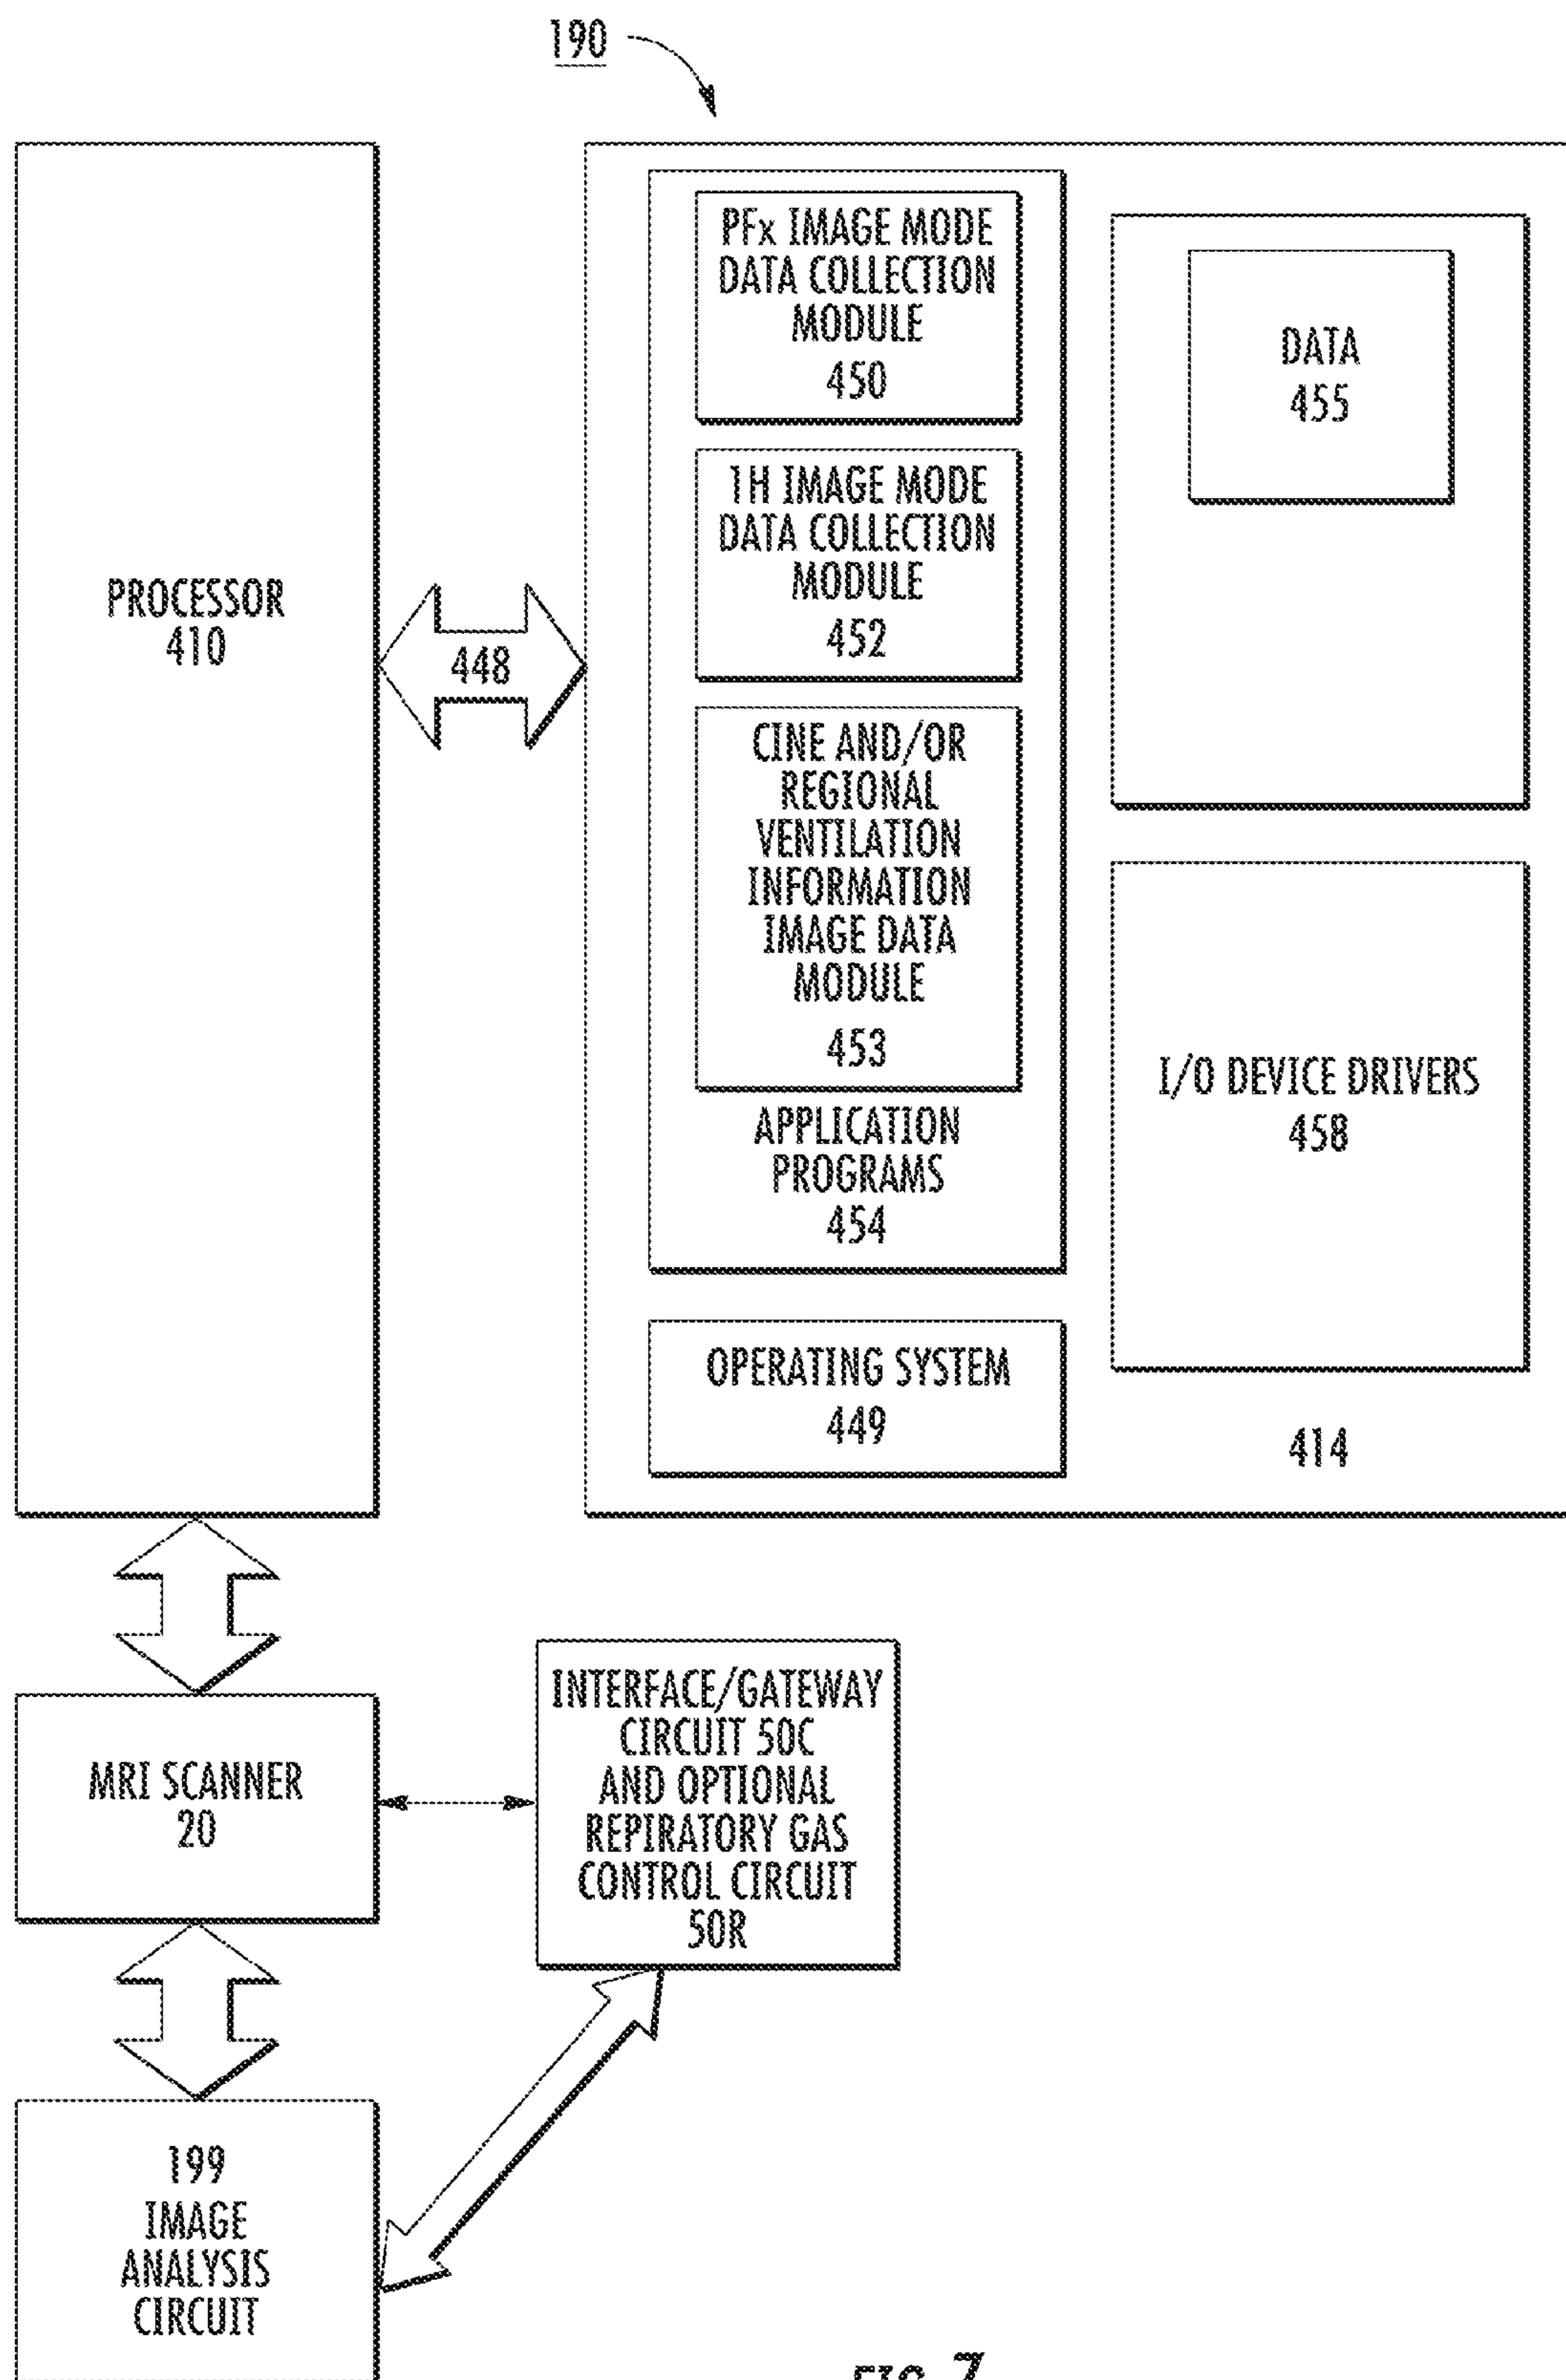 190
PROCESSOR
410
448
PFx IMAGE MODE
DATA COLLECTION
MODULE
450
1H IMAGE MODE
DATA COLLECTION
MODULE
452
CINE AND/OR
REGIONAL
VENTILATION
INFORMATION
IMAGE DATA
MODULE
453
APPLICATION
PROGRAMS
454
OPERATING SYSTEM
449
DATA
455
I/O DEVICE DRIVERS
458
414
MRI SCANNER
20
INTERFACE/GATEWAY
CIRCUIT 50C
AND OPTIONAL
REPIRATORY GAS
CONTROL CIRCUIT
50R
199
IMAGE
ANALYSIS
CIRCUIT
FIG. 7